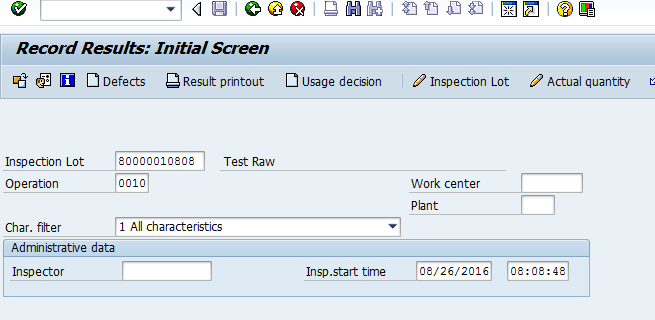 Record Results: Initial Screen
Defects Result printout Usage decision Inspection Lot Actual quantity
Inspection Lot 80000010808 Test Raw
Operation 0010 Work center
Plant
Char. filter 1 All characteristics
Administrative data
Inspector Insp.start time 08/26/2016 08:08:48